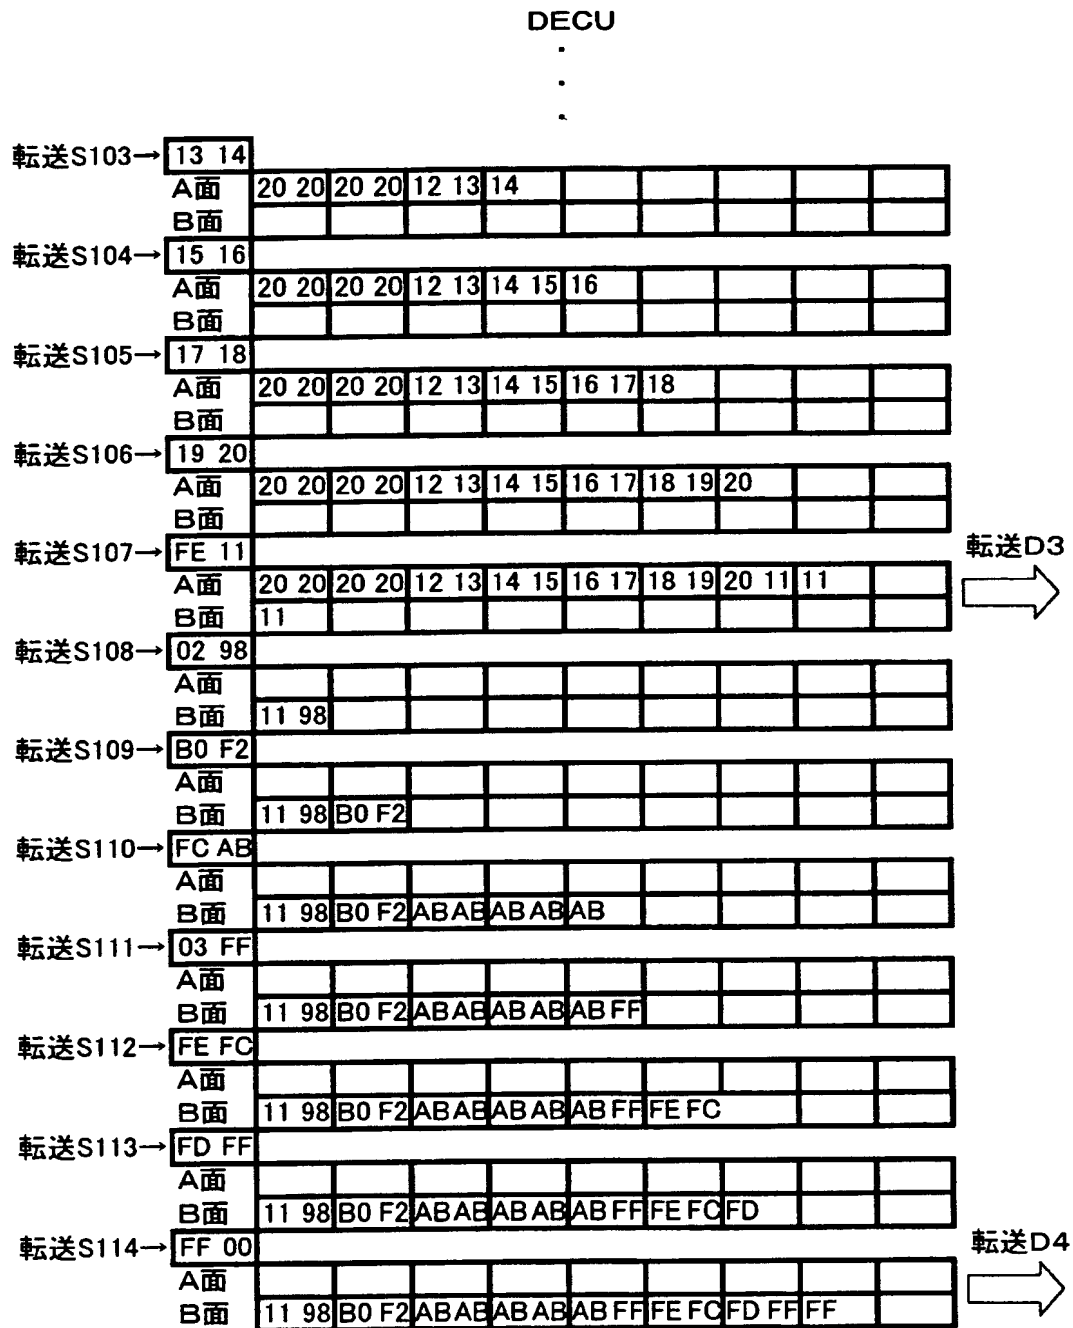 DECU
転送S103→ 13 14
A面 20 20 20 20 12 13 14
B面
転送S104→ 15 16
A面 20 20 20 20 12 13 14 15 16
B面
転送S105→ 17 18
A面 20 20 20 20 12 13 14 15 16 17 18
B面
転送S106→ 19 20
A面 20 20 20 20 12 13 14 15 16 17 18 19 20
B面
転送S107→ FE 11 転送D3
A面 20 20 20 20 12 13 14 15 16 17 18 19 20 11 11
B面 11
転送S108→ 02 98
A面
B面 11 98
転送S109→ B0 F2
A面
B面 11 98 B0 F2
転送S110→ FC AB
A面
B面 11 98 B0 F2 AB AB AB AB AB
転送S111→ 03 FF
A面
B面 11 98 B0 F2 AB AB AB AB AB FF
転送S112→ FE FC
A面
B面 11 98 B0 F2 AB AB AB AB AB FF FE FC
転送S113→ FD FF
A面
B面 11 98 B0 F2 AB AB AB AB AB FF FE FC FD
転送S114→ FF 00 転送D4
A面
B面 11 98 B0 F2 AB AB AB AB AB FF FE FC FD FF FF